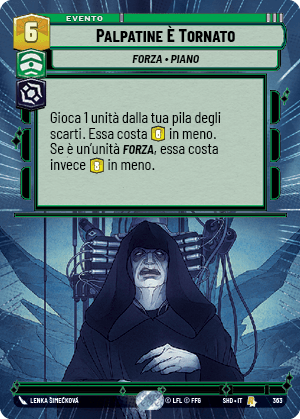 EVENTO
6
PALPATINE È TORNATO
FORZA • PIANO
Gioca 1 unità dalla tua pila degli
scarti. Essa costa 6 in meno.
Se è un'unità FORZA, essa costa
invece 8 in meno.
LENKA ŠIMEČKOVÁ
© LFL © FFG
SHD • IT
363